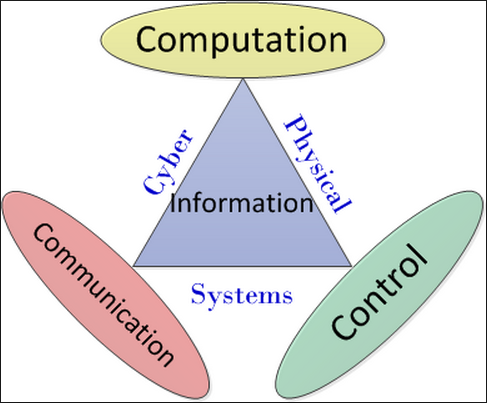 Computation
Cyber
Physical
Information
Systems
Communication
Control